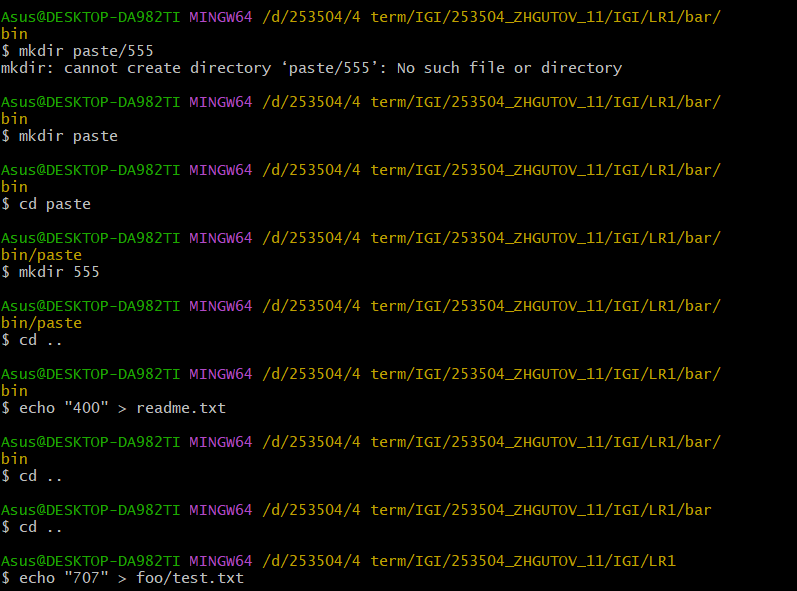 Asus@DESKTOP-DA982TI MINGW64 /d/253504/4 term/IGI/253504_ZHGUTOV_11/IGI/LR1/bar/
bin
$ mkdir paste/555
mkdir: cannot create directory ‘paste/555’: No such file or directory
Asus@DESKTOP-DA982TI MINGW64 /d/253504/4 term/IGI/253504_ZHGUTOV_11/IGI/LR1/bar/
bin
$ mkdir paste
Asus@DESKTOP-DA982TI MINGW64 /d/253504/4 term/IGI/253504_ZHGUTOV_11/IGI/LR1/bar/
bin
$ cd paste
Asus@DESKTOP-DA982TI MINGW64 /d/253504/4 term/IGI/253504_ZHGUTOV_11/IGI/LR1/bar/
bin/paste
$ mkdir 555
Asus@DESKTOP-DA982TI MINGW64 /d/253504/4 term/IGI/253504_ZHGUTOV_11/IGI/LR1/bar/
bin/paste
$ cd ..
Asus@DESKTOP-DA982TI MINGW64 /d/253504/4 term/IGI/253504_ZHGUTOV_11/IGI/LR1/bar/
bin
$ echo "400" > readme.txt
Asus@DESKTOP-DA982TI MINGW64 /d/253504/4 term/IGI/253504_ZHGUTOV_11/IGI/LR1/bar/
bin
$ cd ..
Asus@DESKTOP-DA982TI MINGW64 /d/253504/4 term/IGI/253504_ZHGUTOV_11/IGI/LR1/bar
$ cd ..
Asus@DESKTOP-DA982TI MINGW64 /d/253504/4 term/IGI/253504_ZHGUTOV_11/IGI/LR1
$ echo "707" > foo/test.txt